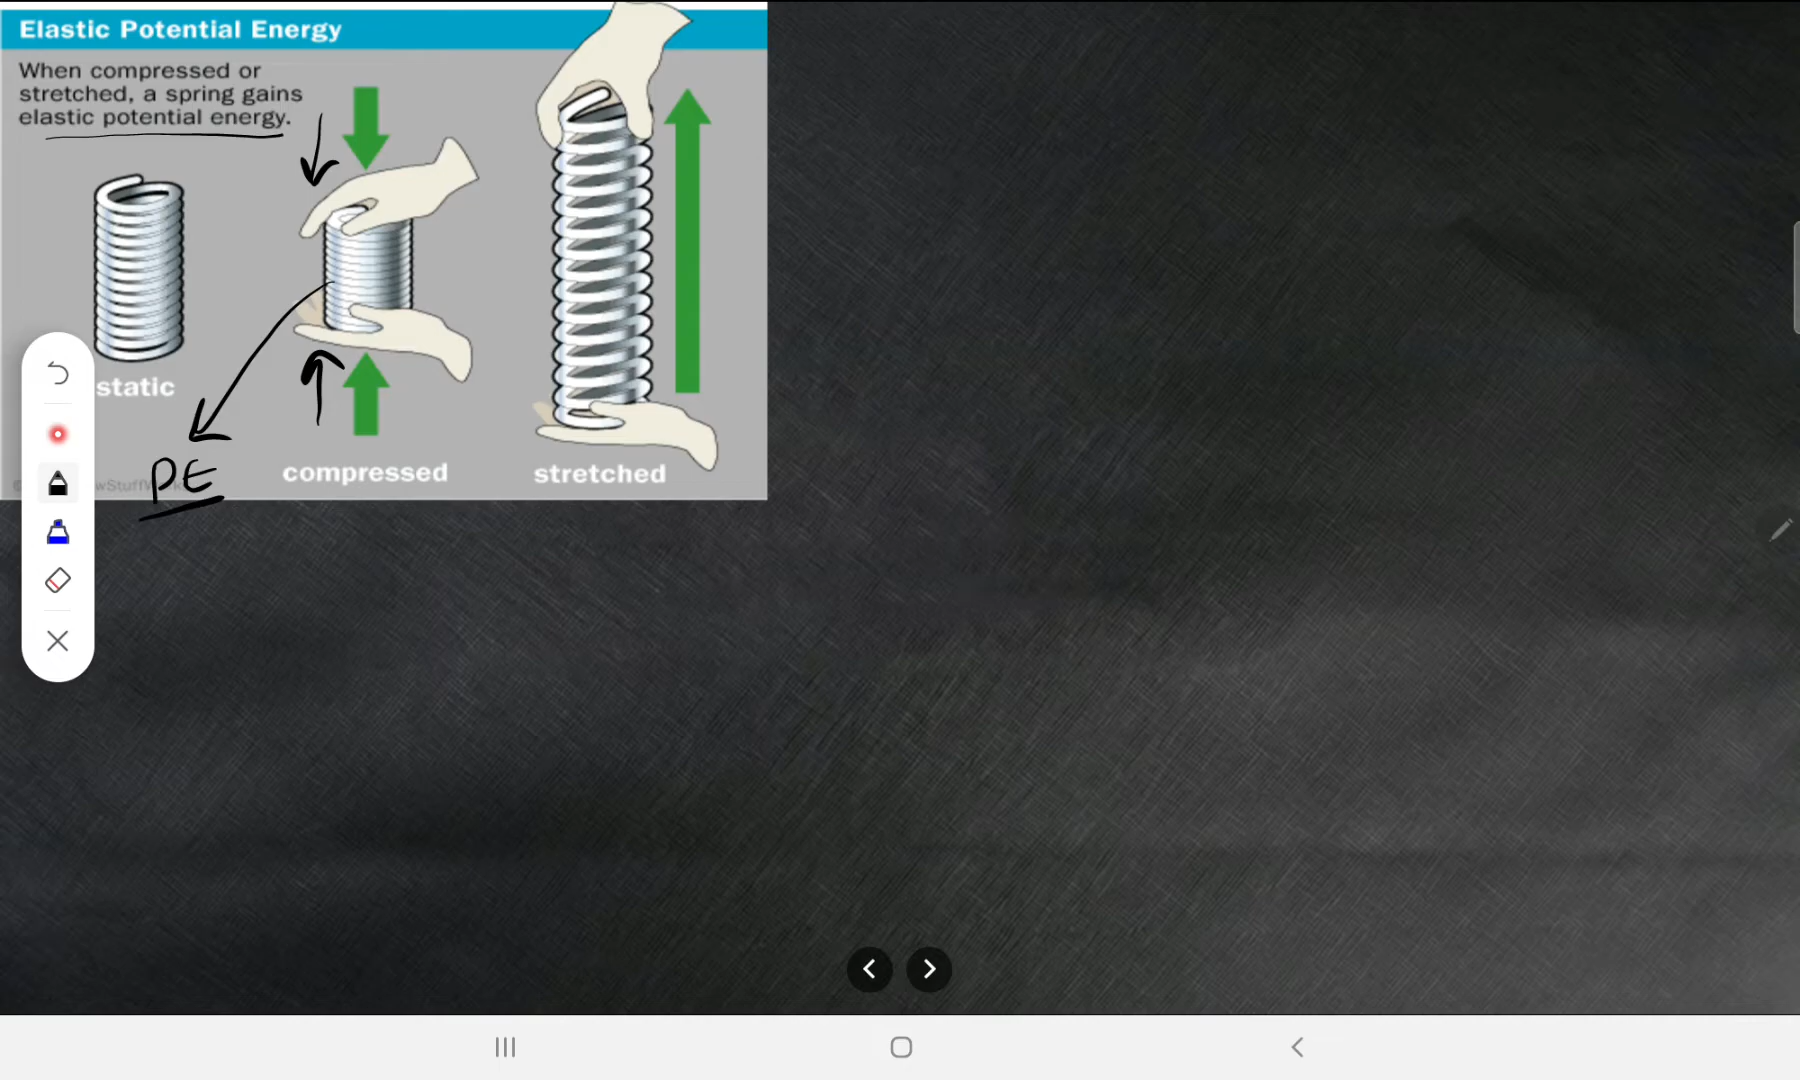 Elastic Potential Energy
When compressed or
stretched, a spring gains
elastic potential energy.
static
compressed
stretched
PE